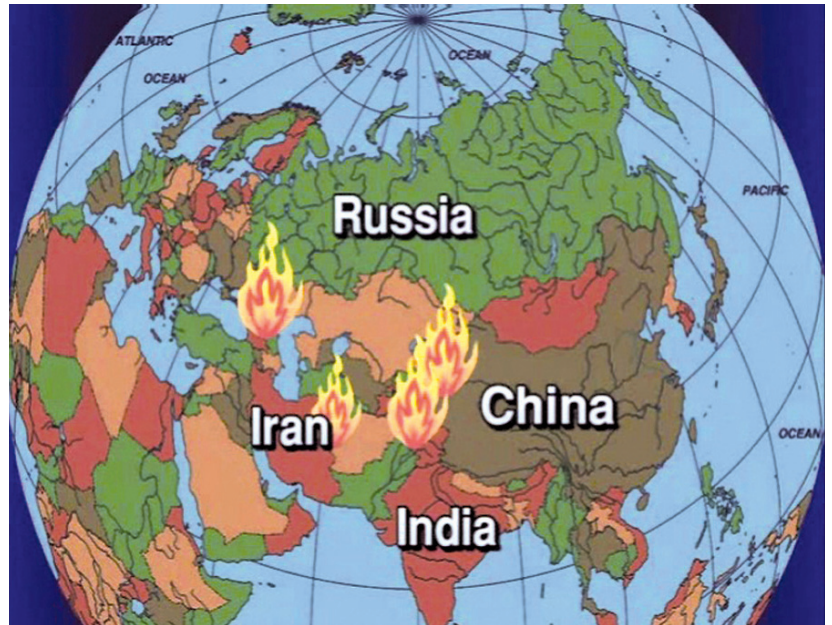 ATLANTIC
OCEAN
OCEAN
PACIFIC
Russia
China
Iran
OCEAN
India